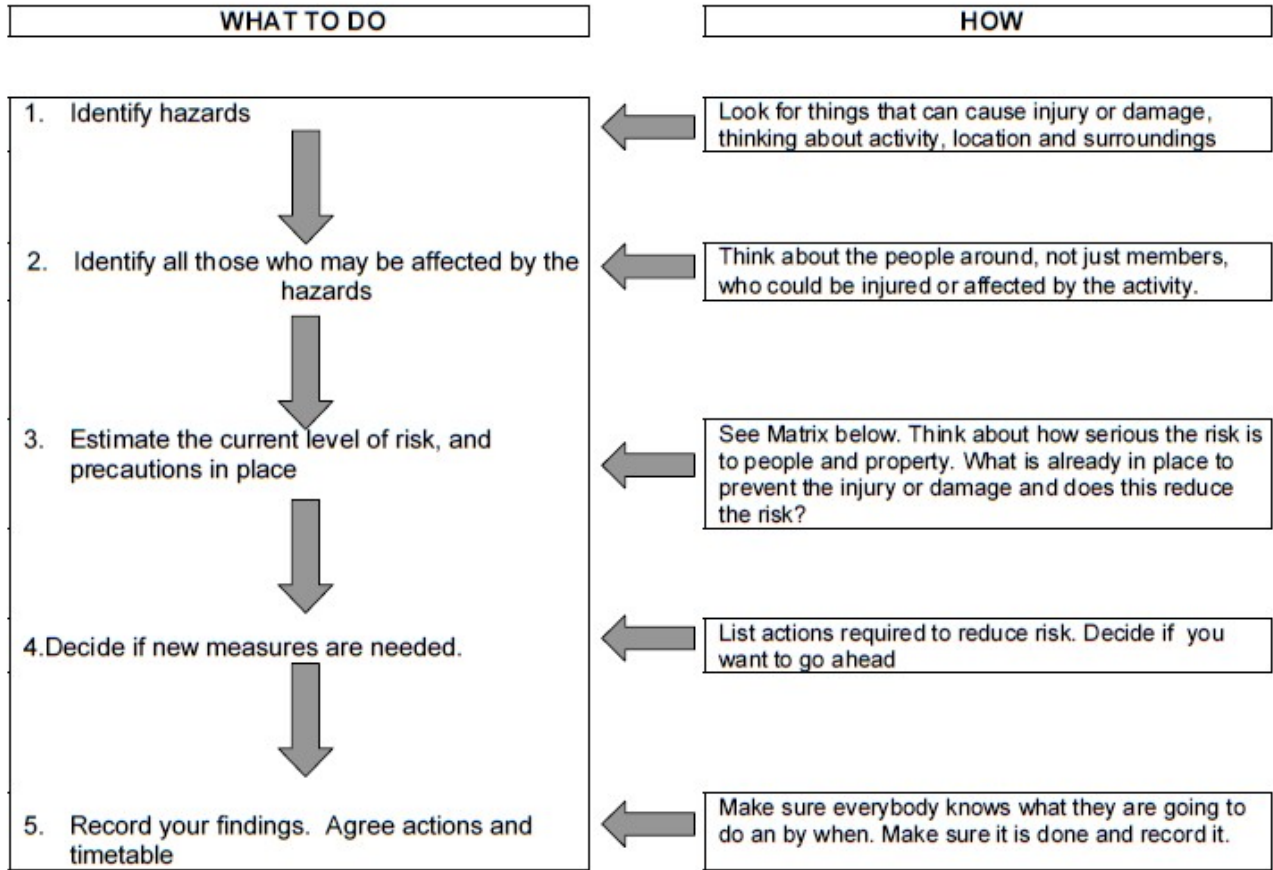 WHAT TO DO
HOW
1. Identify hazards
Look for things that can cause injury or damage,
thinking about activity, location and surroundings
2. Identify all those who may be affected by the
hazards
Think about the people around, not just members,
who could be injured or affected by the activity.
3. Estimate the current level of risk, and
precautions in place
See Matrix below. Think about how serious the risk is
to people and property. What is already in place to
prevent the injury or damage and does this reduce
the risk?
4.Decide if new measures are needed.
List actions required to reduce risk. Decide if you
want to go ahead
5. Record your findings. Agree actions and
timetable
Make sure everybody knows what they are going to
do an by when. Make sure it is done and record it.